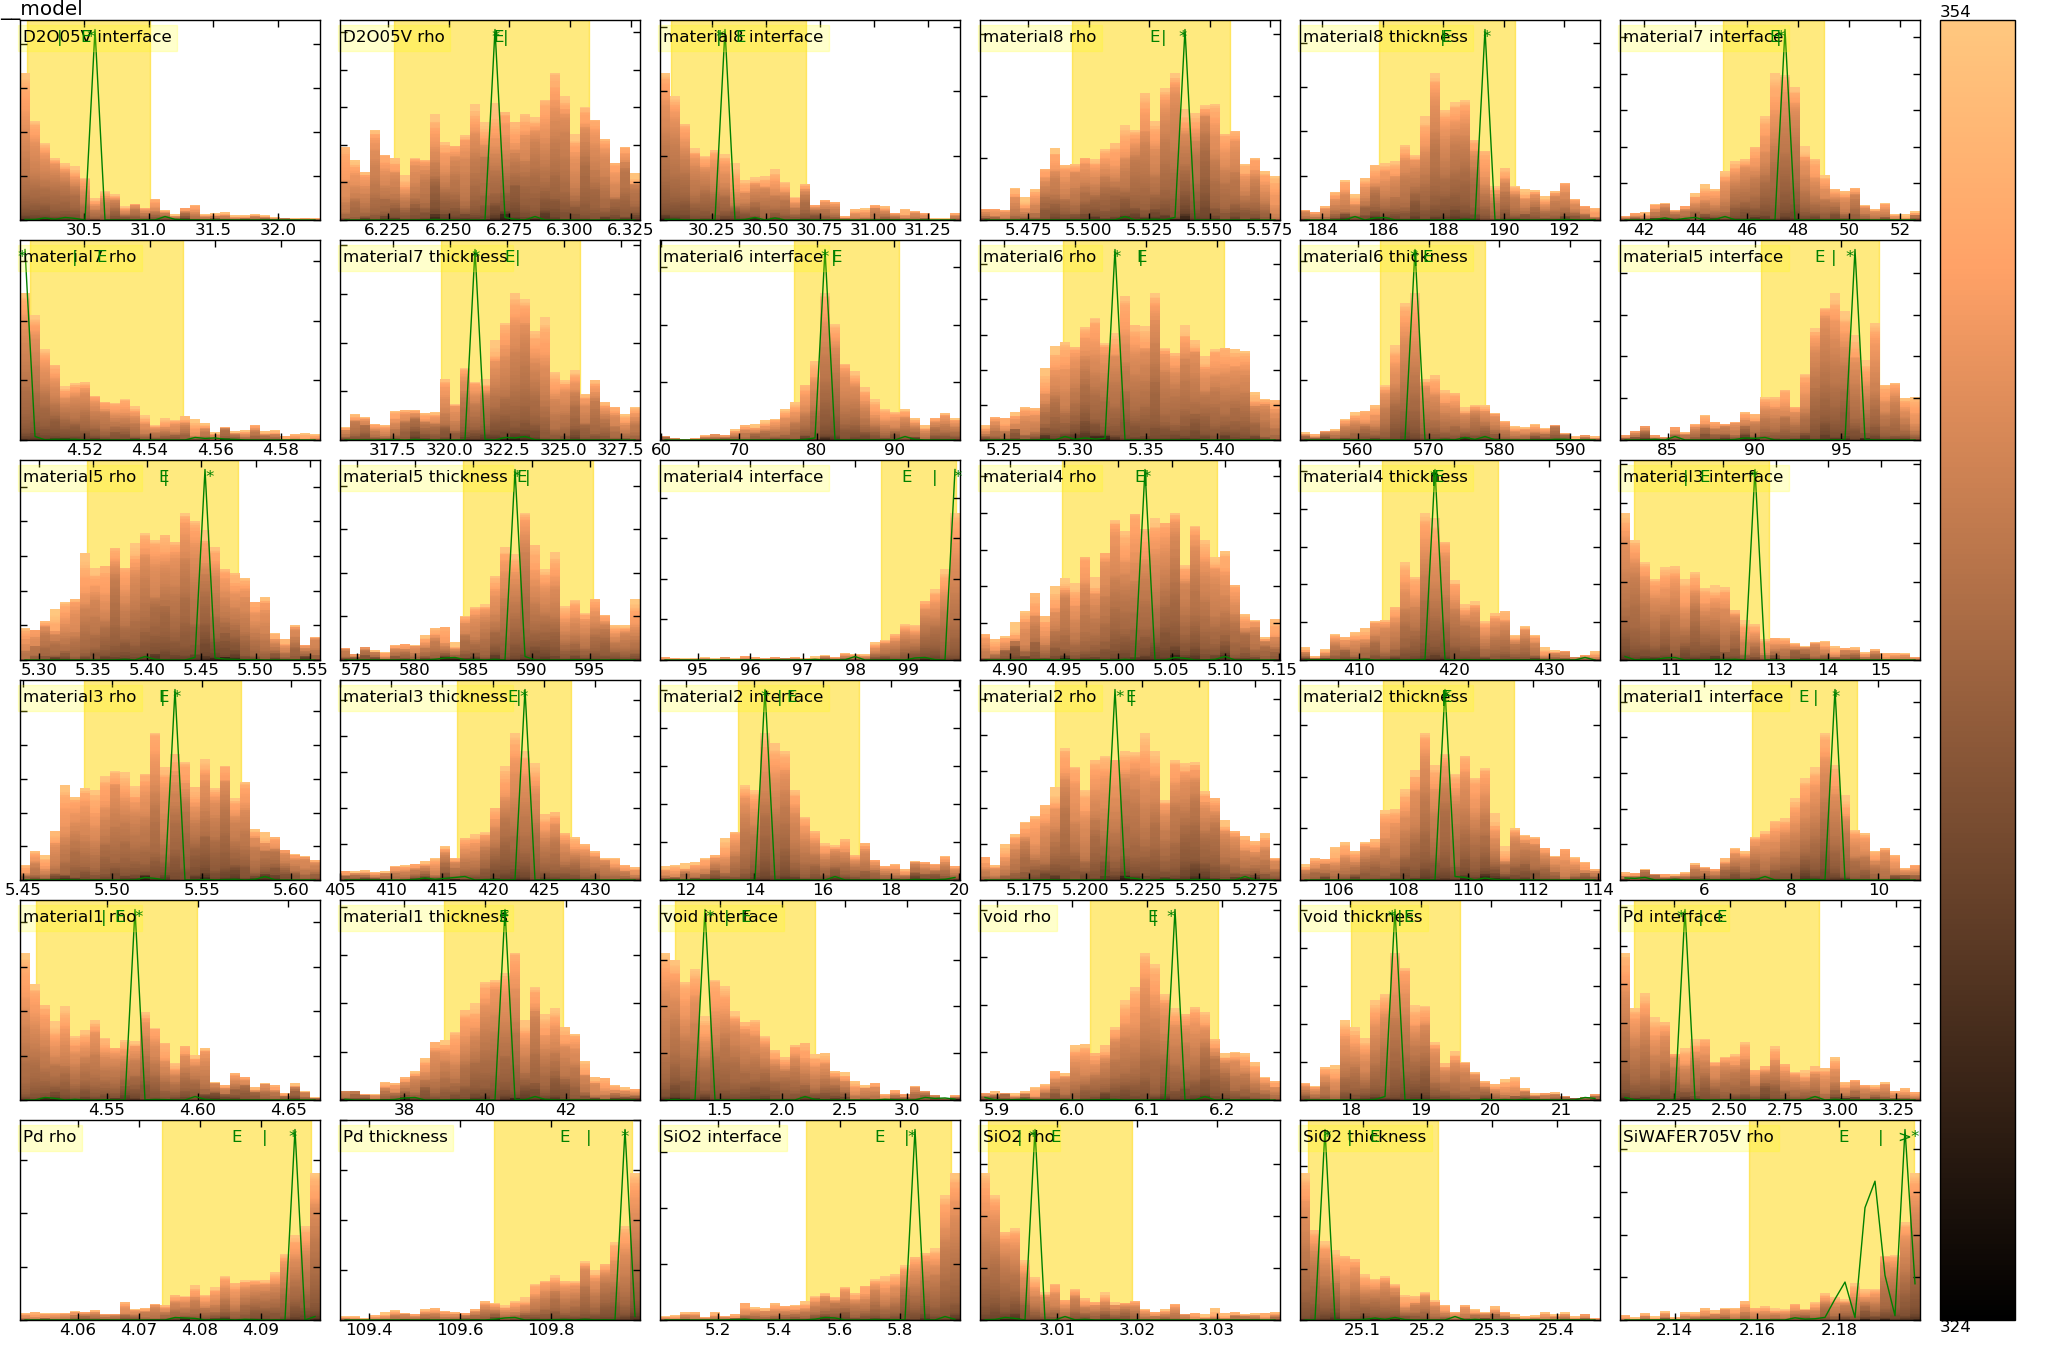 model
354
D2O05V interface
D2O05V rho
material8 interface
material8 rho
material8 thickness
material7 interface
30.5 31.0 31.5 32.0
6.225 6.250 6.275 6.300 6.325
30.25 30.50 30.75 31.00 31.25
5.475 5.500 5.525 5.550 5.575
184 186 188 190 192
42 44 46 48 50 52
material7 rho
material7 thickness
material6 interface
material6 rho
material6 thickness
material5 interface
4.52 4.54 4.56 4.58
317.5 320.0 322.5 325.0 327.5
60 70 80 90
5.25 5.30 5.35 5.40
560 570 580 590
85 90 95
material5 rho
material5 thickness
material4 interface
material4 rho
material4 thickness
material3 interface
5.30 5.35 5.40 5.45 5.50 5.55
575 580 585 590 595
95 96 97 98 99
4.90 4.95 5.00 5.05 5.10 5.15
410 420 430
11 12 13 14 15
material3 rho
material3 thickness
material2 interface
material2 rho
material2 thickness
material1 interface
5.45 5.50 5.55 5.60
405 410 415 420 425 430
12 14 16 18 20
5.175 5.200 5.225 5.250 5.275
106 108 110 112 114
6 8 10
material1 rho
material1 thickness
void interface
void rho
void thickness
Pd interface
4.55 4.60 4.65
38 40 42
1.5 2.0 2.5 3.0
5.9 6.0 6.1 6.2
18 19 20 21
2.25 2.50 2.75 3.00 3.25
Pd rho
Pd thickness
SiO2 interface
SiO2 rho
SiO2 thickness
SiWAFER705V rho
4.06 4.07 4.08 4.09
109.4 109.6 109.8
5.2 5.4 5.6 5.8
3.01 3.02 3.03
25.1 25.2 25.3 25.4
2.14 2.16 2.18
324